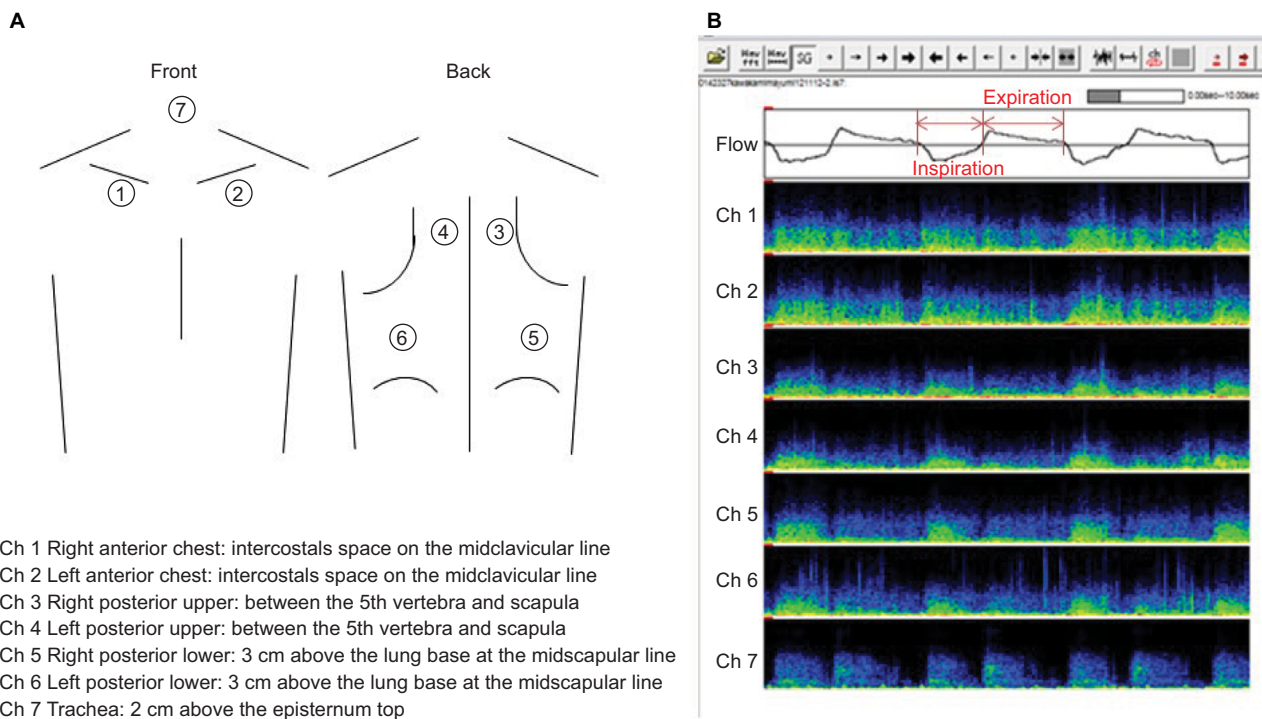 A
Front
Back
7
1
2
4
3
6
5
Ch 1 Right anterior chest: intercostals space on the midclavicular line
Ch 2 Left anterior chest: intercostals space on the midclavicular line
Ch 3 Right posterior upper: between the 5th vertebra and scapula
Ch 4 Left posterior upper: between the 5th vertebra and scapula
Ch 5 Right posterior lower: 3 cm above the lung base at the midscapular line
Ch 6 Left posterior lower: 3 cm above the lung base at the midscapular line
Ch 7 Trachea: 2 cm above the episternum top
B
SG
ch
0.00sec--10.00sec
Expiration
Flow
Inspiration
Ch 1
Ch 2
Ch 3
Ch 4
Ch 5
Ch 6
Ch 7